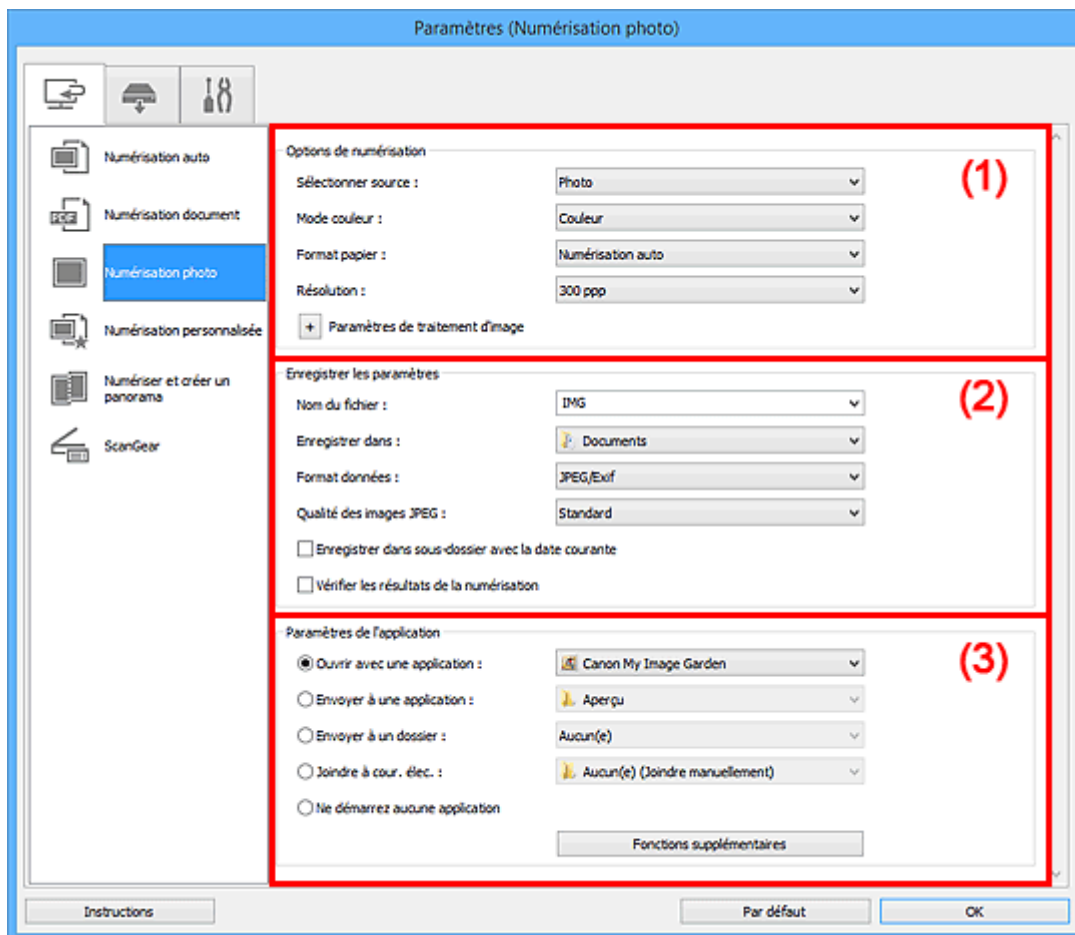 Paramètres (Numérisation photo)
Numérisation auto
Numérisation document
Numérisation photo
Numérisation personnalisée
Numériser et créer un
panorama
ScanGear
Options de numérisation
(1)
Sélectionner source : Photo
Mode couleur : Couleur
Format papier : Numérisation auto
Résolution : 300 ppp
+ Paramètres de traitement d'image
Enregistrer les paramètres
(2)
Nom du fichier : IMG
Enregistrer dans : Documents
Format données : JPEG/Exif
Qualité des images JPEG : Standard
Enregistrer dans sous-dossier avec la date courante
Vérifier les résultats de la numérisation
Paramètres de l'application
(3)
Ouvrir avec une application : Canon My Image Garden
Envoyer à une application : Aperçu
Envoyer à un dossier : Aucun(e)
Joindre à cour. élec. : Aucun(e) (Joindre manuellement)
Ne démarrez aucune application
Fonctions supplémentaires
Instructions
Par défaut
OK